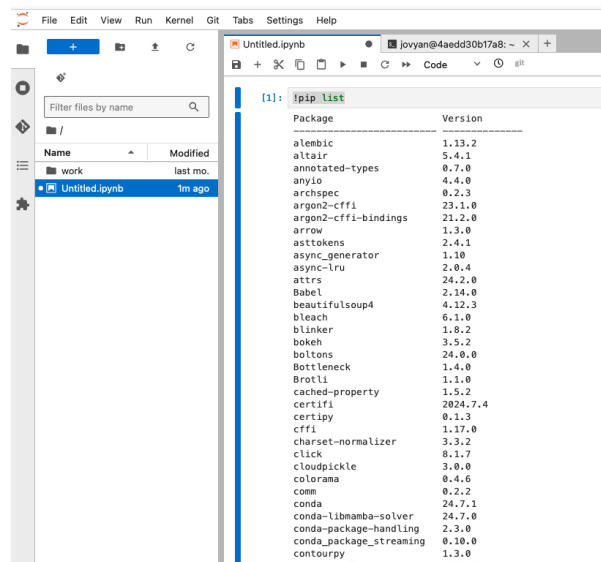 File Edit View Run Kernel Git Tabs Settings Help
Untitled.ipynb
jovyan@4aedd30b17a8: ~
Code
git
Filter files by name
/
Name Modified
work last mo.
Untitled.ipynb 1m ago
[1]: !pip list
Package Version
------------------------- --------------
alembic 1.13.2
altair 5.4.1
annotated-types 0.7.0
anyio 4.4.0
archspec 0.2.3
argon2-cffi 23.1.0
argon2-cffi-bindings 21.2.0
arrow 1.3.0
asttokens 2.4.1
async_generator 1.10
async-lru 2.0.4
attrs 24.2.0
Babel 2.14.0
beautifulsoup4 4.12.3
bleach 6.1.0
blinker 1.8.2
bokeh 3.5.2
boltons 24.0.0
Bottleneck 1.4.0
Brotli 1.1.0
cached-property 1.5.2
certifi 2024.7.4
certipy 0.1.3
cffi 1.17.0
charset-normalizer 3.3.2
click 8.1.7
cloudpickle 3.0.0
colorama 0.4.6
comm 0.2.2
conda 24.7.1
conda-libmamba-solver 24.7.0
conda-package-handling 2.3.0
conda_package_streaming 0.10.0
contourpy 1.3.0